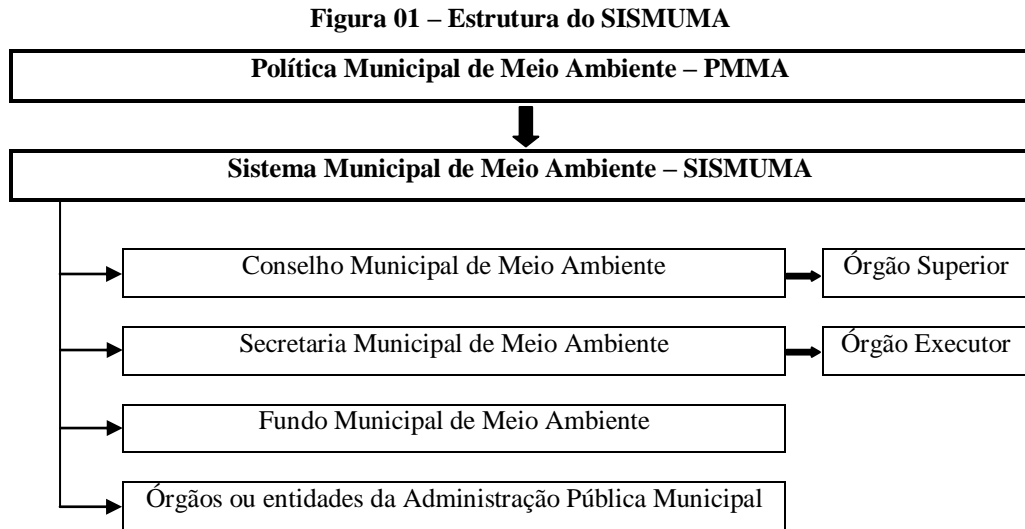 Figura 01 – Estrutura do SISMUMA
Política Municipal de Meio Ambiente – PMMA
Sistema Municipal de Meio Ambiente – SISMUMA
Conselho Municipal de Meio Ambiente
Órgão Superior
Secretaria Municipal de Meio Ambiente
Órgão Executor
Fundo Municipal de Meio Ambiente
Órgãos ou entidades da Administração Pública Municipal